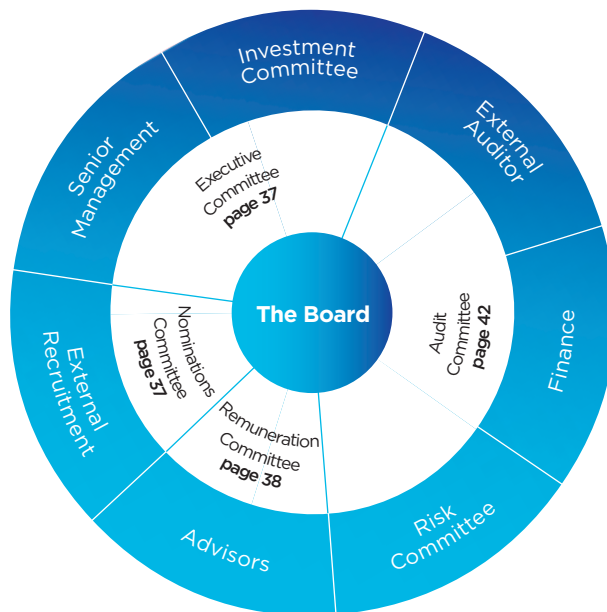 Investment
Committee
External
Auditor
Finance
Risk
Committee
Advisors
External
Recruitment
Senior
Management
Executive
Committee
page 37
Audit
Committee
page 42
Remuneration
Committee
page 38
Nominations
Committee
page 37
The Board